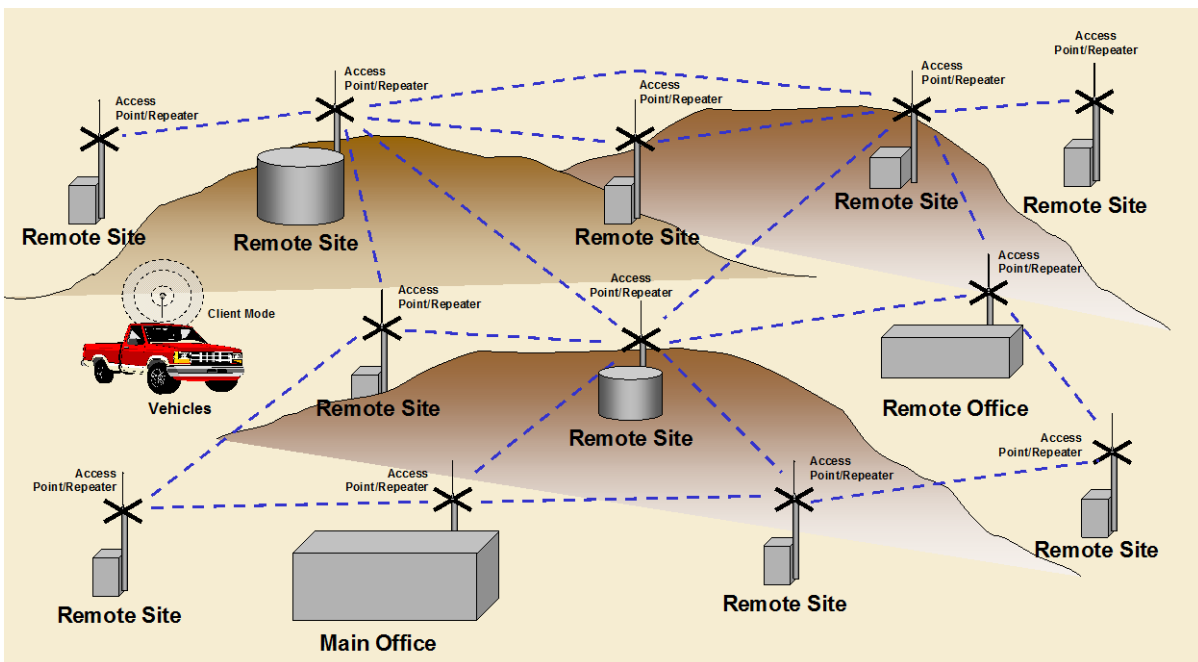 Access
Point/Repeater
Access
Point/Repeater
Access
Point/Repeater
Access
Point/Repeater
Access
Point/Repeater
Remote Site
Remote Site
Remote Site
Remote Site
Remote Site
Client Mode
Vehicles
Access
Point/Repeater
Access
Point/Repeater
Access
Point/Repeater
Remote Site
Remote Site
Remote Office
Access
Point/Repeater
Access
Point/Repeater
Access
Point/Repeater
Access
Point/Repeater
Remote Site
Main Office
Remote Site
Remote Site